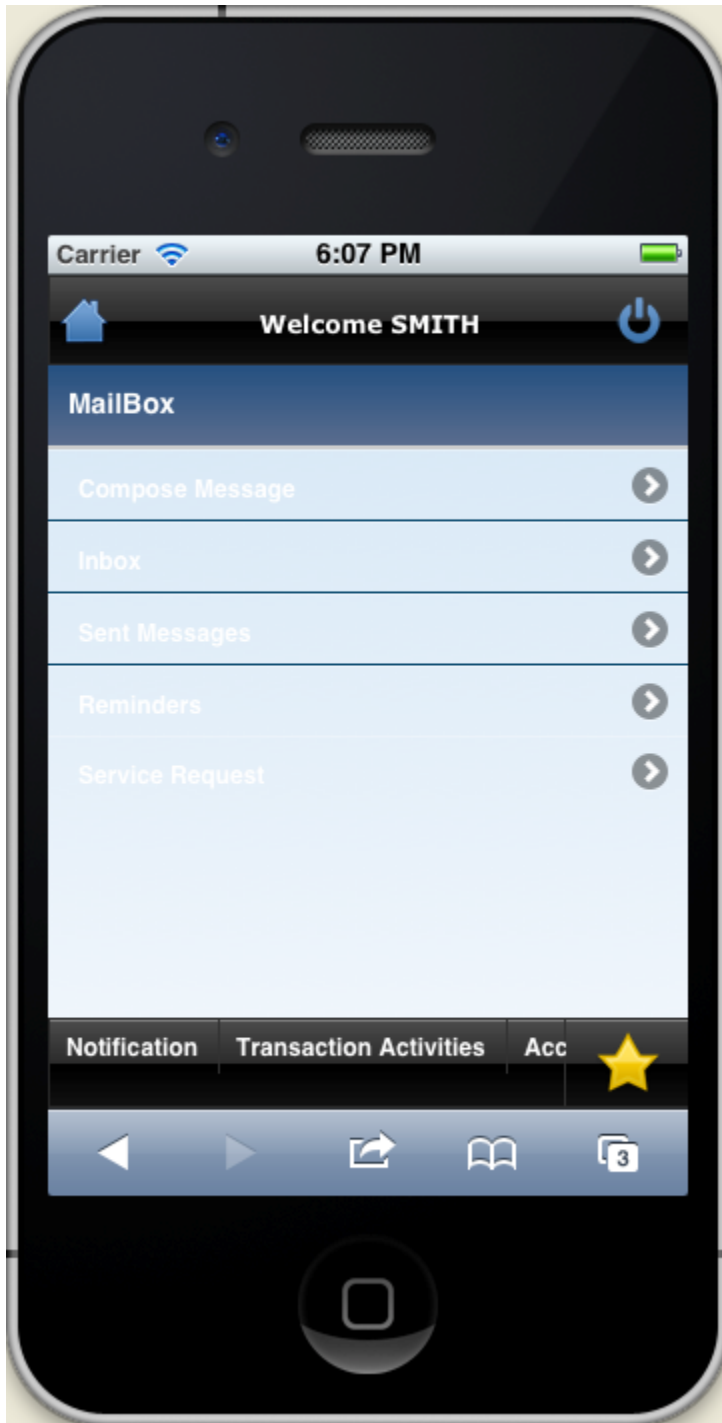 Carrier 6:07 PM
Welcome SMITH
MailBox
Compose Message
Inbox
Sent Messages
Reminders
Service Request
Notification Transaction Activities Acc
3